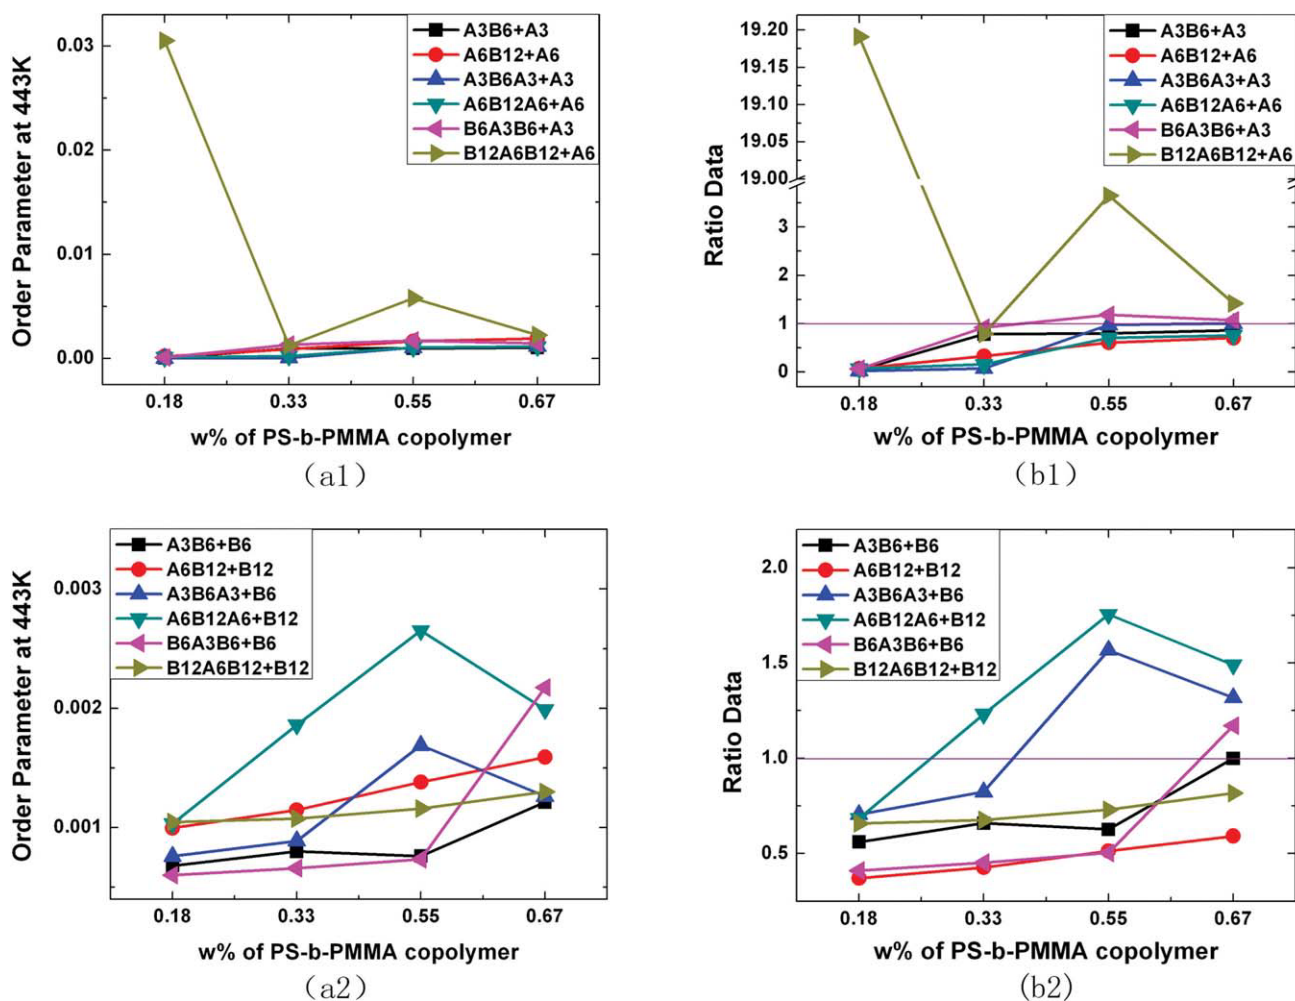 Order Parameter at 443K
0.03
0.02
0.01
0.00
A3B6+A3
A6B12+A6
A3B6A3+A3
A6B12A6+A6
B6A3B6+A3
B12A6B12+A6
0.18 0.33 0.55 0.67
w% of PS-b-PMMA copolymer
(a1)
Ratio Data
19.20
19.15
19.10
19.05
19.00
3
2
1
0
A3B6+A3
A6B12+A6
A3B6A3+A3
A6B12A6+A6
B6A3B6+A3
B12A6B12+A6
0.18 0.33 0.55 0.67
w% of PS-b-PMMA copolymer
(b1)
Order Parameter at 443K
0.003
0.002
0.001
A3B6+B6
A6B12+B12
A3B6A3+B6
A6B12A6+B12
B6A3B6+B6
B12A6B12+B12
0.18 0.33 0.55 0.67
w% of PS-b-PMMA copolymer
(a2)
Ratio Data
2.0
1.5
1.0
0.5
A3B6+B6
A6B12+B12
A3B6A3+B6
A6B12A6+B12
B6A3B6+B6
B12A6B12+B12
0.18 0.33 0.55 0.67
w% of PS-b-PMMA copolymer
(b2)